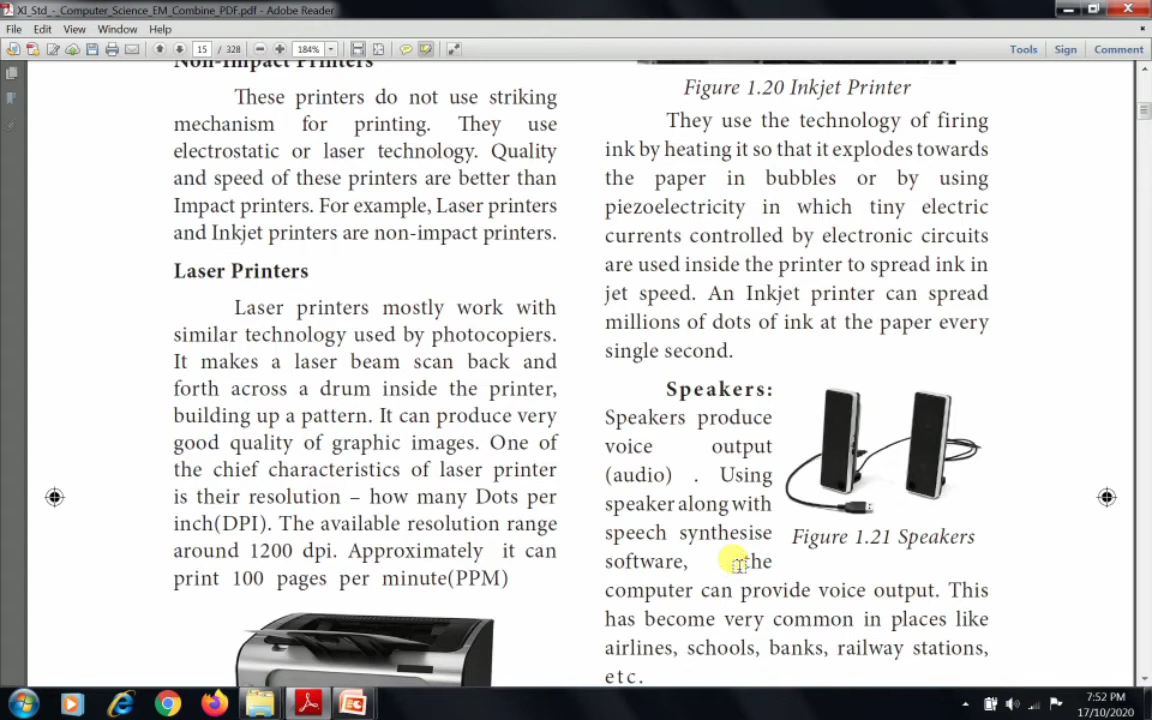 XI_Std_-_Computer_Science_EM_Combine_PDF.pdf - Adobe Reader
File Edit View Window Help
15 / 328 184% Tools Sign Comment
Non-Impact Printers
These printers do not use striking
mechanism for printing. They use
electrostatic or laser technology. Quality
and speed of these printers are better than
Impact printers. For example, Laser printers
and Inkjet printers are non-impact printers.
Laser Printers
Laser printers mostly work with
similar technology used by photocopiers.
It makes a laser beam scan back and
forth across a drum inside the printer,
building up a pattern. It can produce very
good quality of graphic images. One of
the chief characteristics of laser printer
is their resolution – how many Dots per
inch(DPI). The available resolution range
around 1200 dpi. Approximately it can
print 100 pages per minute(PPM)
Figure 1.20 Inkjet Printer
They use the technology of firing
ink by heating it so that it explodes towards
the paper in bubbles or by using
piezoelectricity in which tiny electric
currents controlled by electronic circuits
are used inside the printer to spread ink in
jet speed. An Inkjet printer can spread
millions of dots of ink at the paper every
single second.
Speakers:
Speakers produce
voice output
(audio) . Using
speaker along with
speech synthesise
software, the
Figure 1.21 Speakers
computer can provide voice output. This
has become very common in places like
airlines, schools, banks, railway stations,
etc.
7:52 PM
17/10/2020